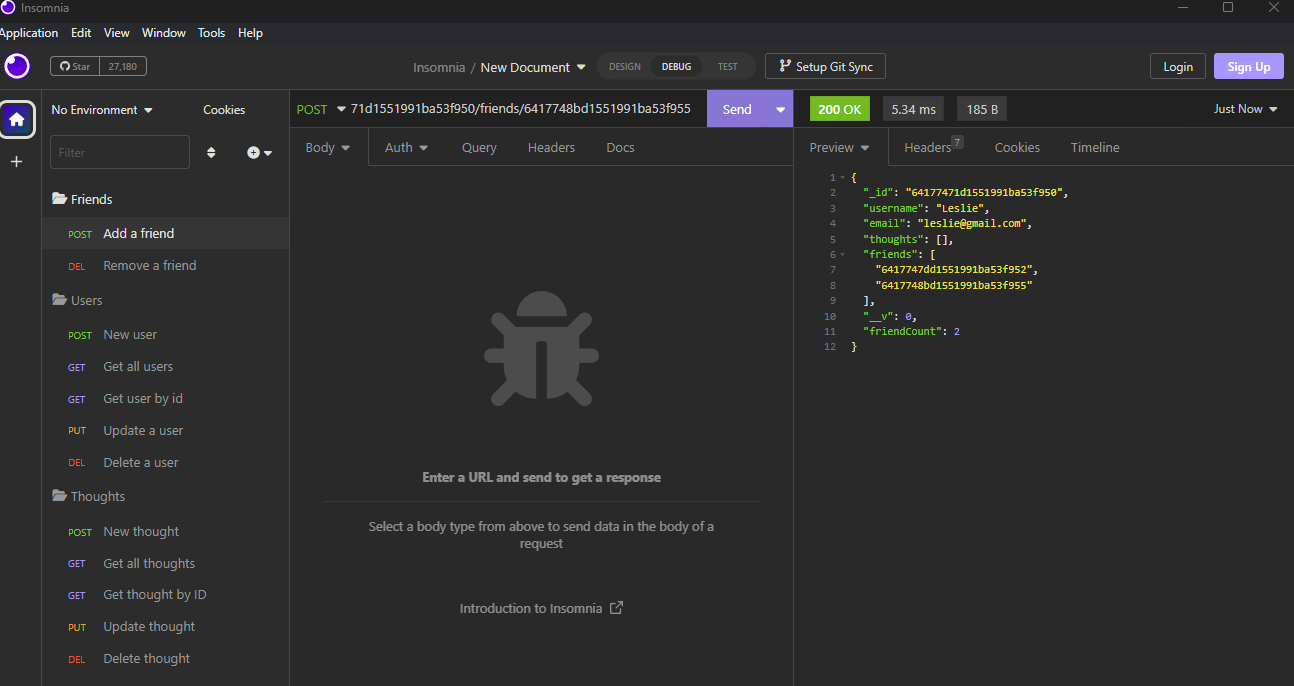 Insomnia
Application Edit View Window Tools Help
Star 27,180
Insomnia / New Document
DESIGN DEBUG TEST
Setup Git Sync
Login Sign Up
No Environment Cookies
Filter
Friends
POST Add a friend
DEL Remove a friend
Users
POST New user
GET Get all users
GET Get user by id
PUT Update a user
DEL Delete a user
Thoughts
POST New thought
GET Get all thoughts
GET Get thought by ID
PUT Update thought
DEL Delete thought
POST 71d1551991ba53f950/friends/6417748bd1551991ba53f955 Send
Body Auth Query Headers Docs
Enter a URL and send to get a response
Select a body type from above to send data in the body of a
request
Introduction to Insomnia
200 OK 5.34 ms 185 B Just Now
Preview Headers 7 Cookies Timeline
1 {
2 "_id": "64177471d1551991ba53f950",
3 "username": "Leslie",
4 "email": "leslie@gmail.com",
5 "thoughts": [],
6 "friends": [
7 "6417747dd1551991ba53f952",
8 "6417748bd1551991ba53f955"
9 ],
10 "__v": 0,
11 "friendCount": 2
12 }